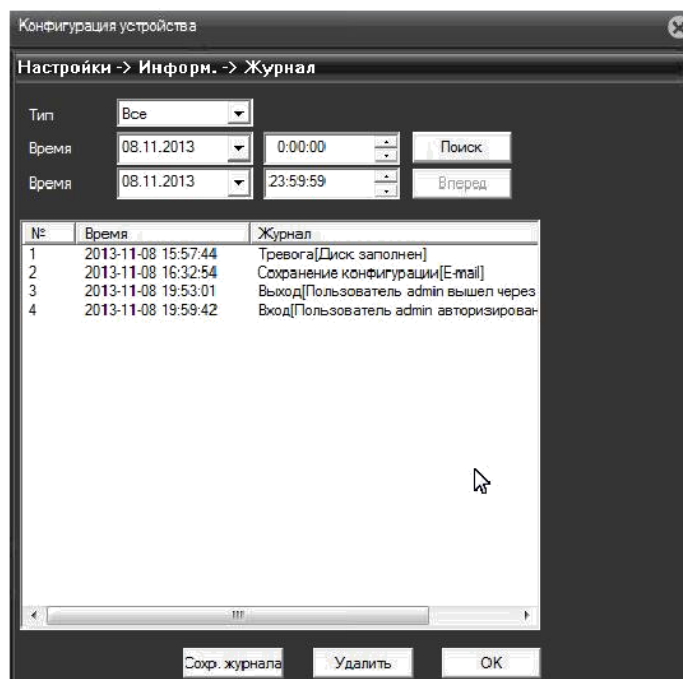 Конфигурация устройства
Настройки -> Информ. -> Журнал
Тип Все
Время 08.11.2013 0:00:00 Поиск
Время 08.11.2013 23:59:59 Вперед
№ Время Журнал
1 2013-11-08 15:57:44 Тревога[Диск заполнен]
2 2013-11-08 16:32:54 Сохранение конфигурации[E-mail]
3 2013-11-08 19:53:01 Выход[Пользователь admin вышел через
4 2013-11-08 19:59:42 Вход[Пользователь admin авторизирован
Сохр. журнала Удалить OK